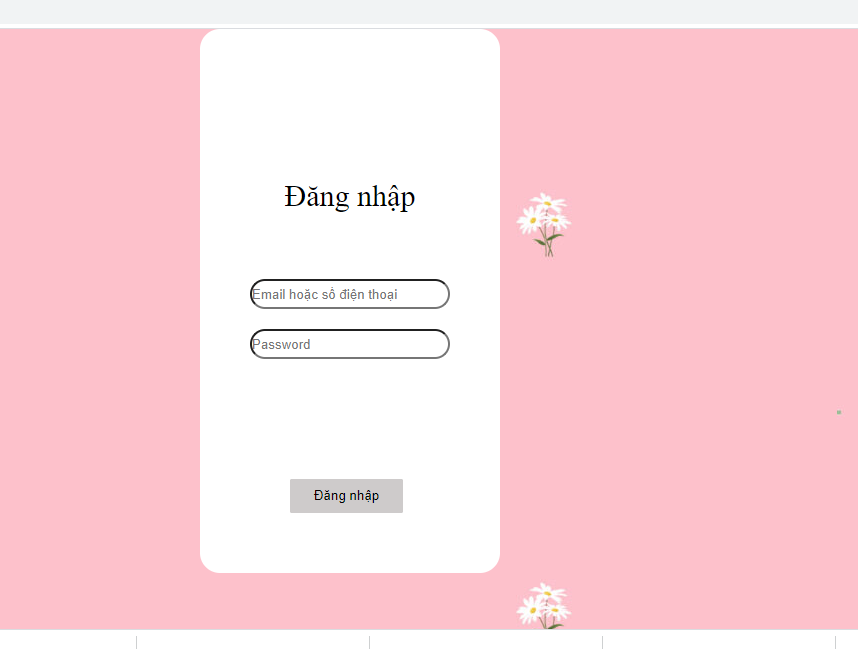 Đăng nhập
Email hoặc số điện thoại
Password
Đăng nhập